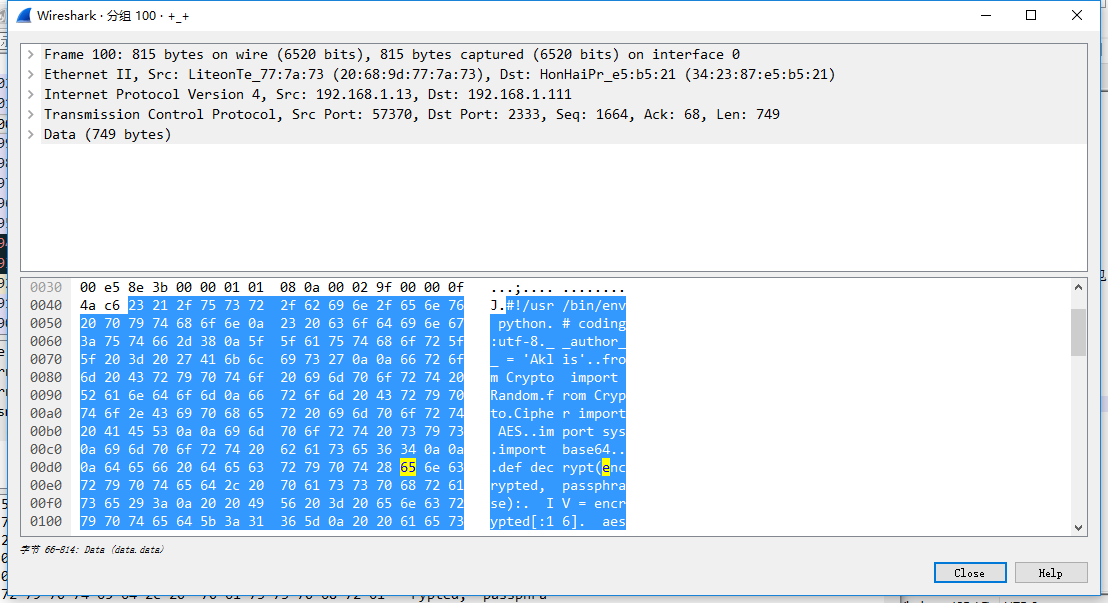 Wireshark · 分组 100 · +_+
Frame 100: 815 bytes on wire (6520 bits), 815 bytes captured (6520 bits) on interface 0
Ethernet II, Src: LiteonTe_77:7a:73 (20:68:9d:77:7a:73), Dst: HonHaiPr_e5:b5:21 (34:23:87:e5:b5:21)
Internet Protocol Version 4, Src: 192.168.1.13, Dst: 192.168.1.111
Transmission Control Protocol, Src Port: 57370, Dst Port: 2333, Seq: 1664, Ack: 68, Len: 749
Data (749 bytes)
0030 00 e5 8e 3b 00 00 01 01 08 0a 00 02 9f 00 00 0f ...;.... ........
0040 4a c6 23 21 2f 75 73 72 2f 62 69 6e 2f 65 6e 76 J.#!/usr /bin/env
0050 20 70 79 74 68 6f 6e 0a 23 20 63 6f 64 69 6e 67 python. # coding
0060 3a 75 74 66 2d 38 0a 5f 5f 61 75 74 68 6f 72 5f :utf-8._ _author_
0070 5f 20 3d 20 27 41 6b 6c 69 73 27 0a 0a 66 72 6f _ = 'Akl is'..fro
0080 6d 20 43 72 79 70 74 6f 20 69 6d 70 6f 72 74 20 m Crypto import
0090 52 61 6e 64 6f 6d 0a 66 72 6f 6d 20 43 72 79 70 Random.f rom Cryp
00a0 74 6f 2e 43 69 70 68 65 72 20 69 6d 70 6f 72 74 to.Ciphe r import
00b0 20 41 45 53 0a 0a 69 6d 70 6f 72 74 20 73 79 73 AES..im port sys
00c0 0a 69 6d 70 6f 72 74 20 62 61 73 65 36 34 0a 0a .import base64..
00d0 0a 64 65 66 20 64 65 63 72 79 70 74 28 65 6e 63 .def dec rypt(enc
00e0 72 79 70 74 65 64 2c 20 70 61 73 73 70 68 72 61 rypted, passphra
00f0 73 65 29 3a 0a 20 20 49 56 20 3d 20 65 6e 63 72 se):. I V = encr
0100 79 70 74 65 64 5b 3a 31 36 5d 0a 20 20 61 65 73 ypted[:1 6]. aes
字节 66-814: Data (data.data)
Close Help